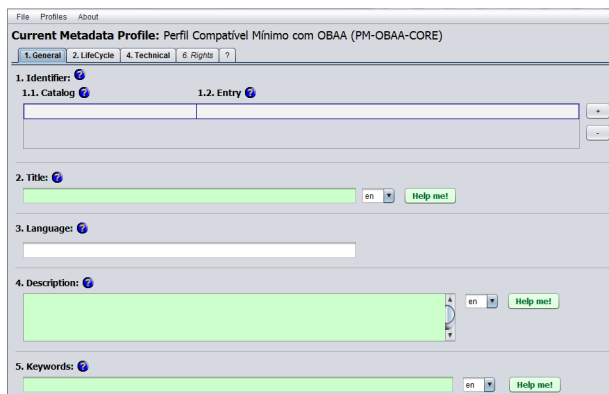 File Profiles About
Current Metadata Profile: Perfil Compatível Mínimo com OBAA (PM-OBAA-CORE)
1. General 2. LifeCycle 4. Technical 6. Rights ?
1. Identifier: ?
1.1. Catalog ? 1.2. Entry ?
+
-
2. Title: ?
en Help me!
3. Language: ?
4. Description: ?
en Help me!
5. Keywords: ?
en Help me!